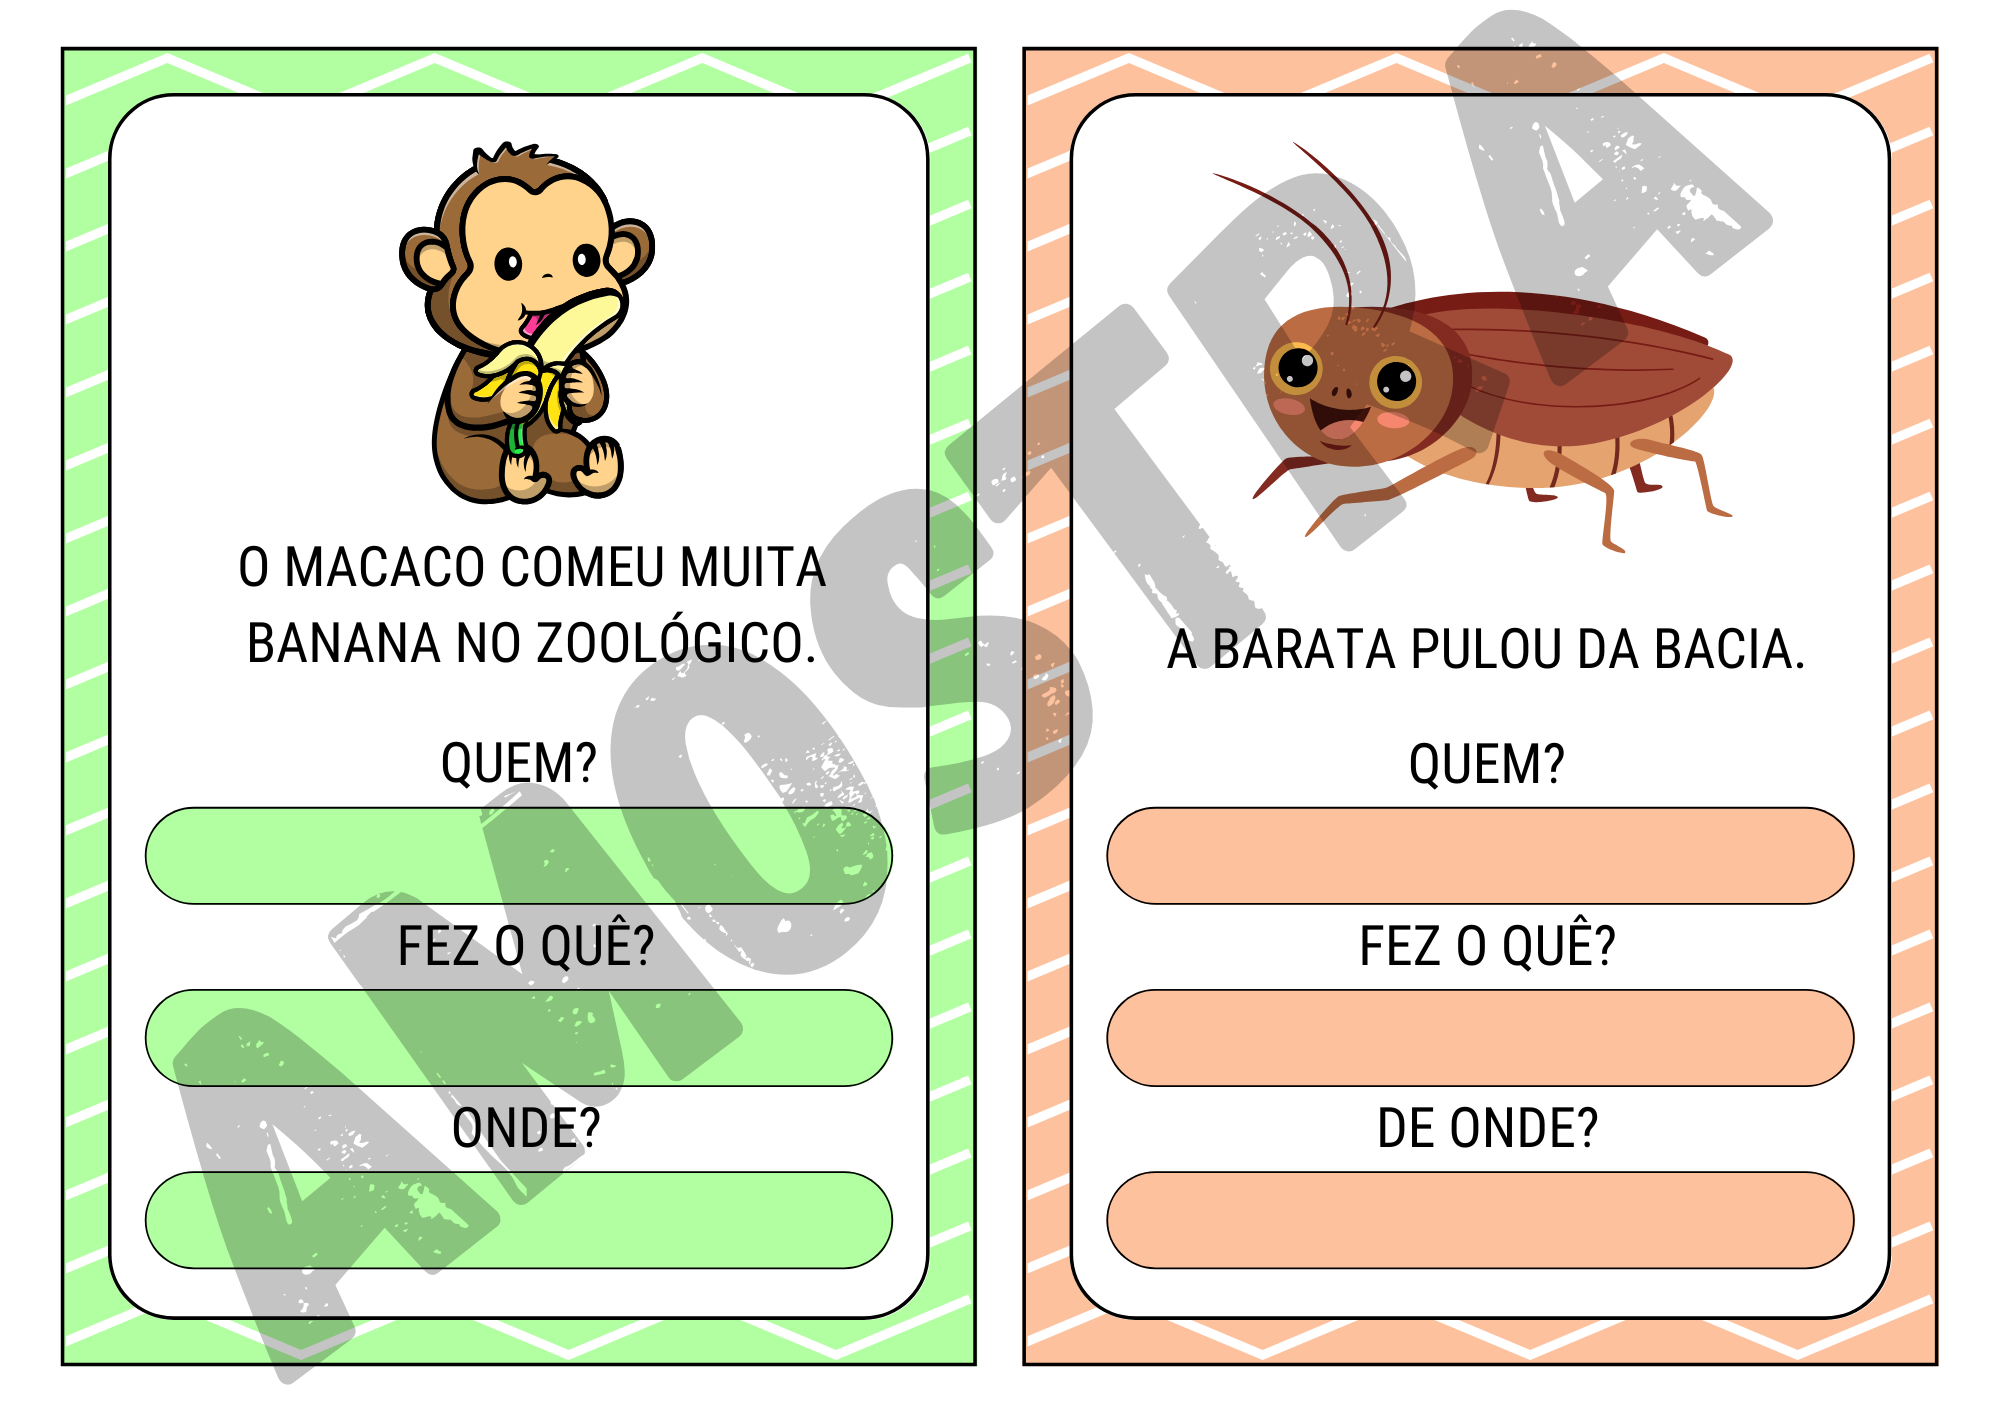 O MACACO COMEU MUITA
BANANA NO ZOOLÓGICO.
QUEM?
FEZ O QUÊ?
ONDE?
A BARATA PULOU DA BACIA.
QUEM?
FEZ O QUÊ?
DE ONDE?
AMOSTRA